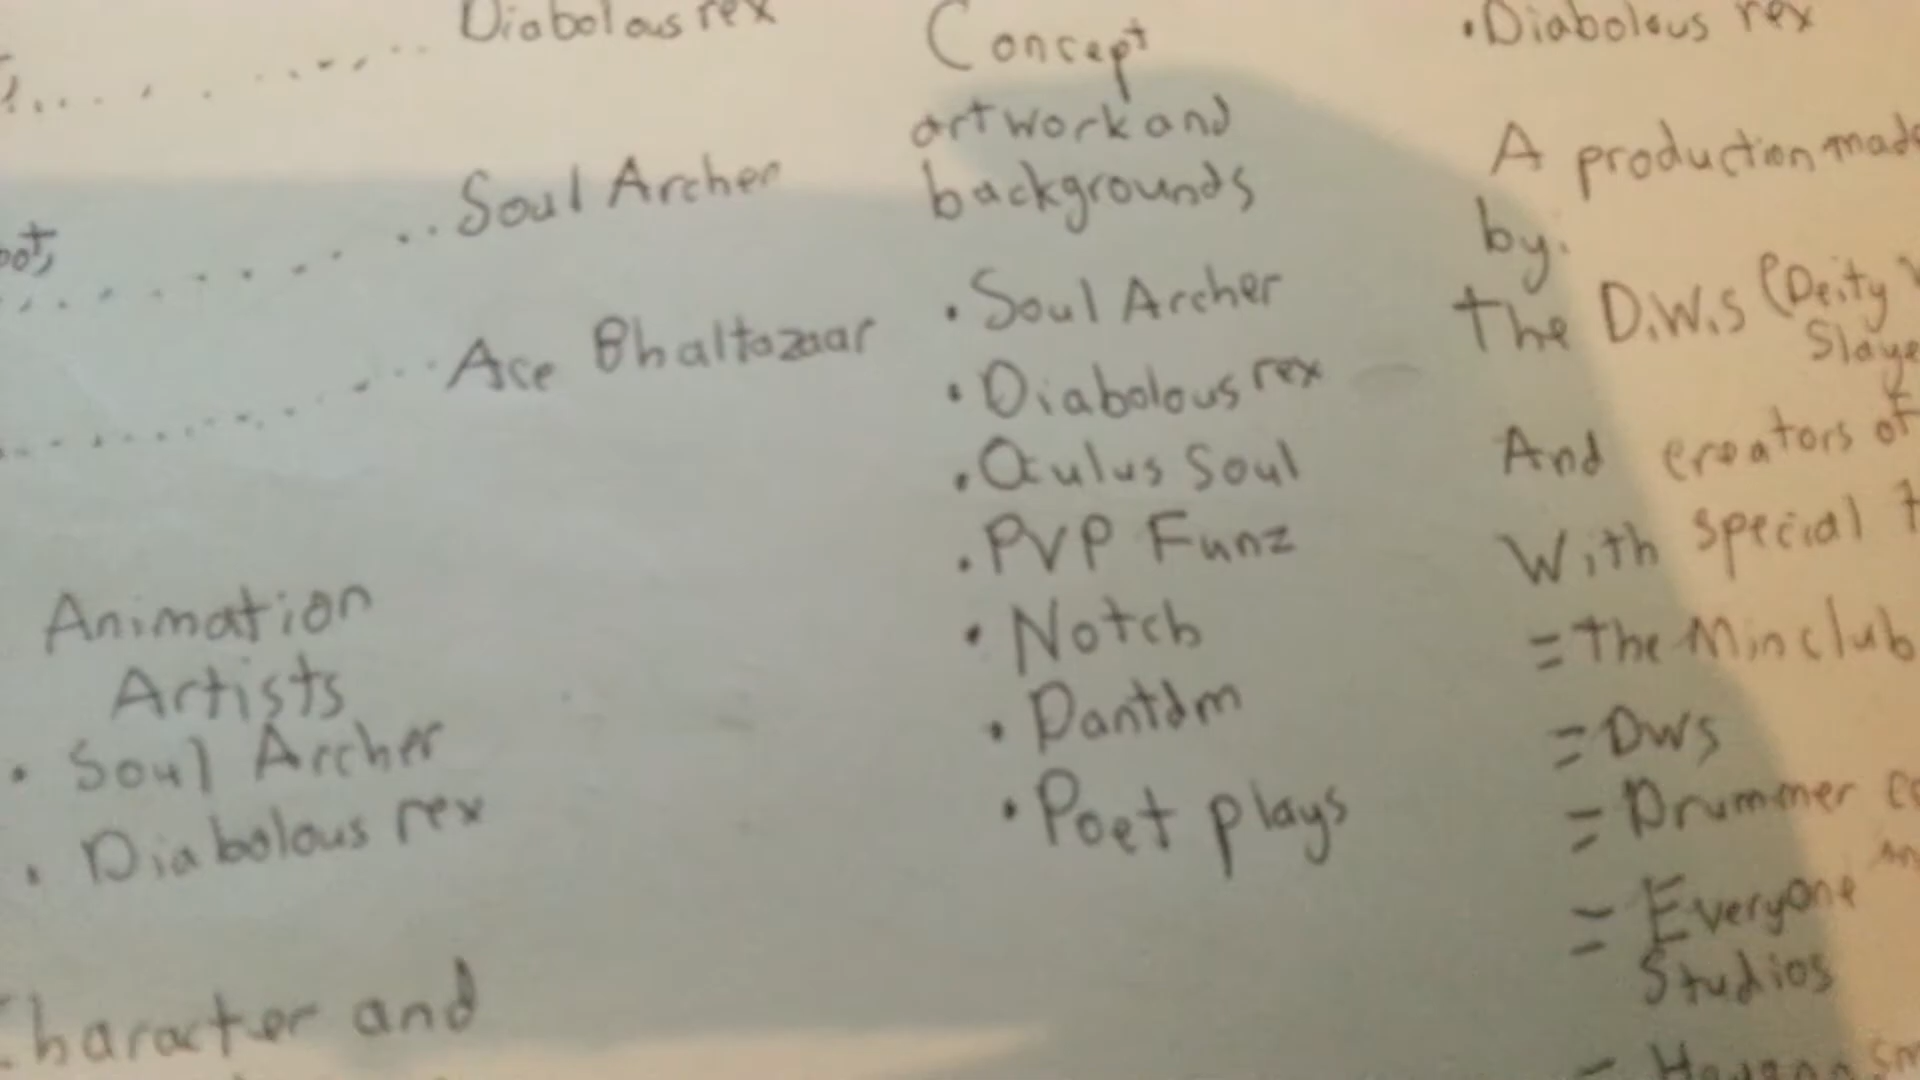 Diabolous rex
Soul Archer
Ace Bhaltazaar
Animation
Artists
• Soul Archer
• Diabolous rex
Character and
Concept
artwork and
backgrounds
• Soul Archer
• Diabolous rex
• Oculus Soul
• PVP Funz
• Notch
• Dantdm
• Poet plays
• Diabolous rex
A production made
by:
The D.W.S (Deity
Slaye
And creators of
With special t
= The Minclub
= DWS
= Drummer
= Everyone
Studios